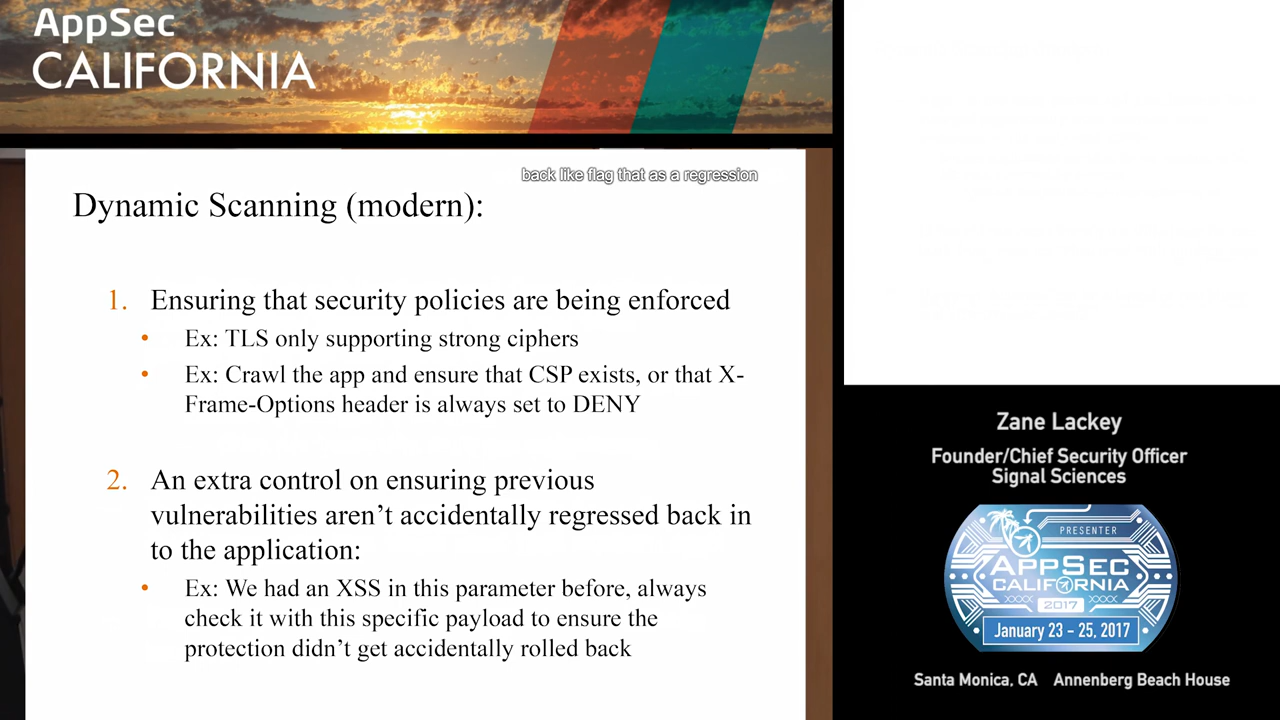 AppSec
CALIFORNIA
back like flag that as a regression
Dynamic Scanning (modern):
1. Ensuring that security policies are being enforced
• Ex: TLS only supporting strong ciphers
• Ex: Crawl the app and ensure that CSP exists, or that X-
Frame-Options header is always set to DENY
2. An extra control on ensuring previous
vulnerabilities aren’t accidentally regressed back in
to the application:
• Ex: We had an XSS in this parameter before, always
check it with this specific payload to ensure the
protection didn’t get accidentally rolled back
Zane Lackey
Founder/Chief Security Officer
Signal Sciences
PRESENTER
APPSEC
CALIFORNIA
2017
January 23 – 25, 2017
Santa Monica, CA Annenberg Beach House